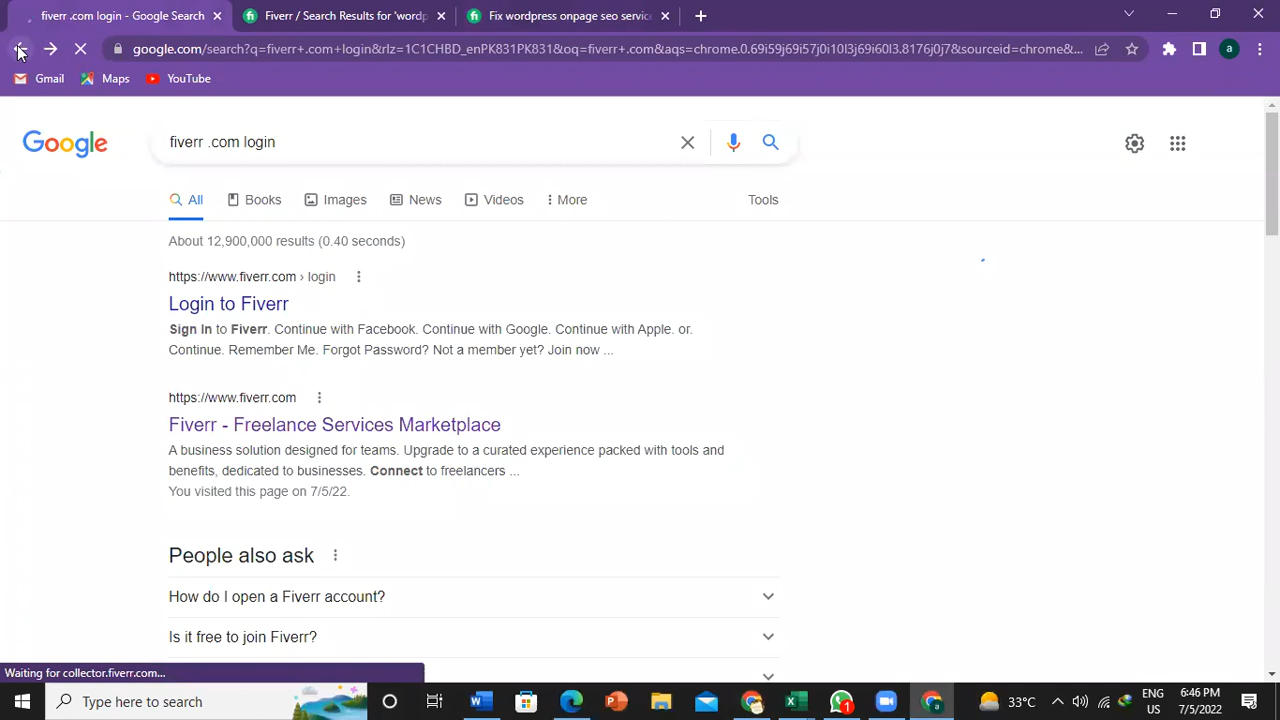 fiverr .com login - Google Search
Fiverr / Search Results for 'wordp
Fix wordpress onpage seo service
google.com/search?q=fiverr+.com+login&rlz=1C1CHBD_enPK831PK831&oq=fiverr+.com&aqs=chrome.0.69i59j69i57j0i10l3j69i60l3.8176j0j7&sourceid=chrome&...
a
Gmail
Maps
YouTube
Google
fiverr .com login
All
Books
Images
News
Videos
More
Tools
About 12,900,000 results (0.40 seconds)
https://www.fiverr.com › login
Login to Fiverr
Sign In to Fiverr. Continue with Facebook. Continue with Google. Continue with Apple. or.
Continue. Remember Me. Forgot Password? Not a member yet? Join now ...
https://www.fiverr.com
Fiverr - Freelance Services Marketplace
A business solution designed for teams. Upgrade to a curated experience packed with tools and
benefits, dedicated to businesses. Connect to freelancers ...
You visited this page on 7/5/22.
People also ask
How do I open a Fiverr account?
Is it free to join Fiverr?
Waiting for collector.fiverr.com...
Type here to search
1
33°C
ENG
US
6:46 PM
7/5/2022